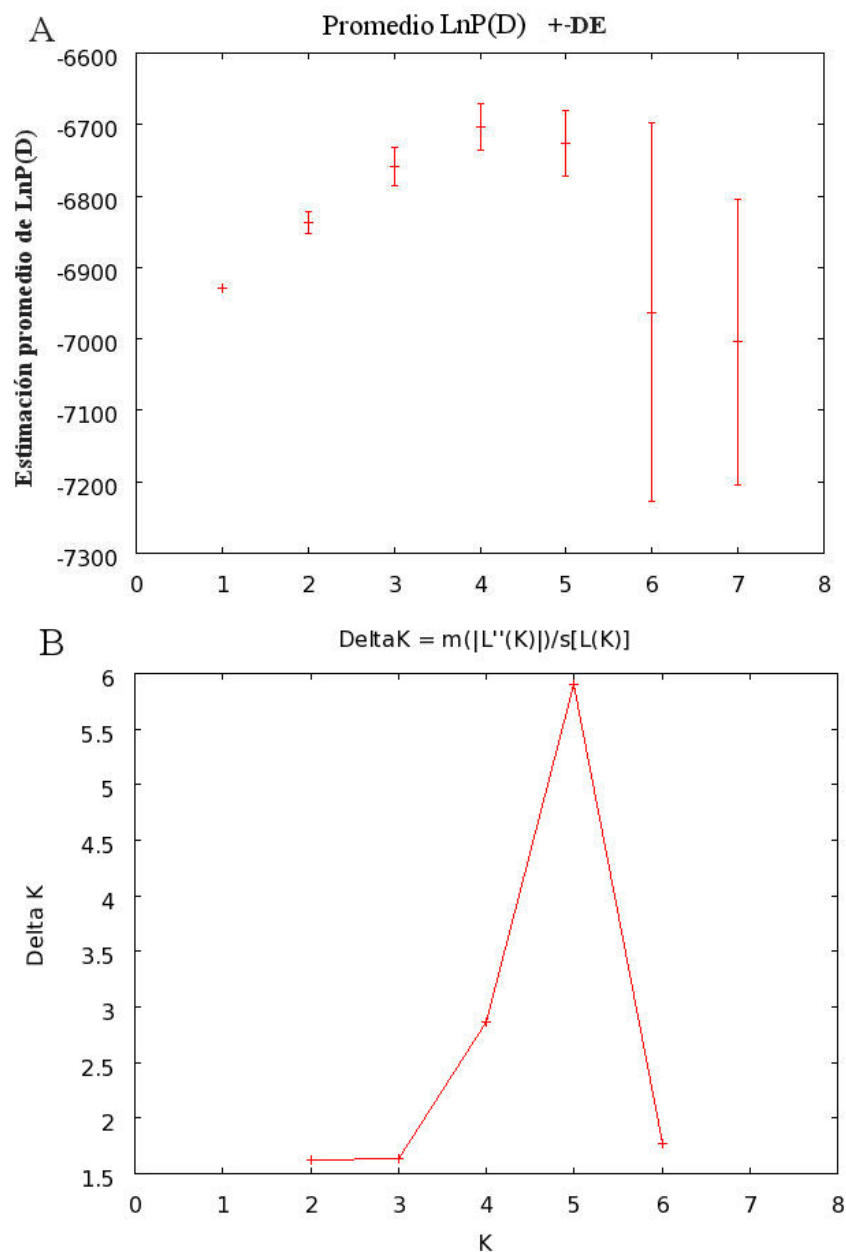 A
Promedio LnP(D) +-DE
Estimación promedio de LnP(D)
-6600
-6700
-6800
-6900
-7000
-7100
-7200
-7300
0 1 2 3 4 5 6 7 8
B
DeltaK = m(|L''(K)|)/s[L(K)]
Delta K
6
5.5
5
4.5
4
3.5
3
2.5
2
1.5
0 1 2 3 4 5 6 7 8
K